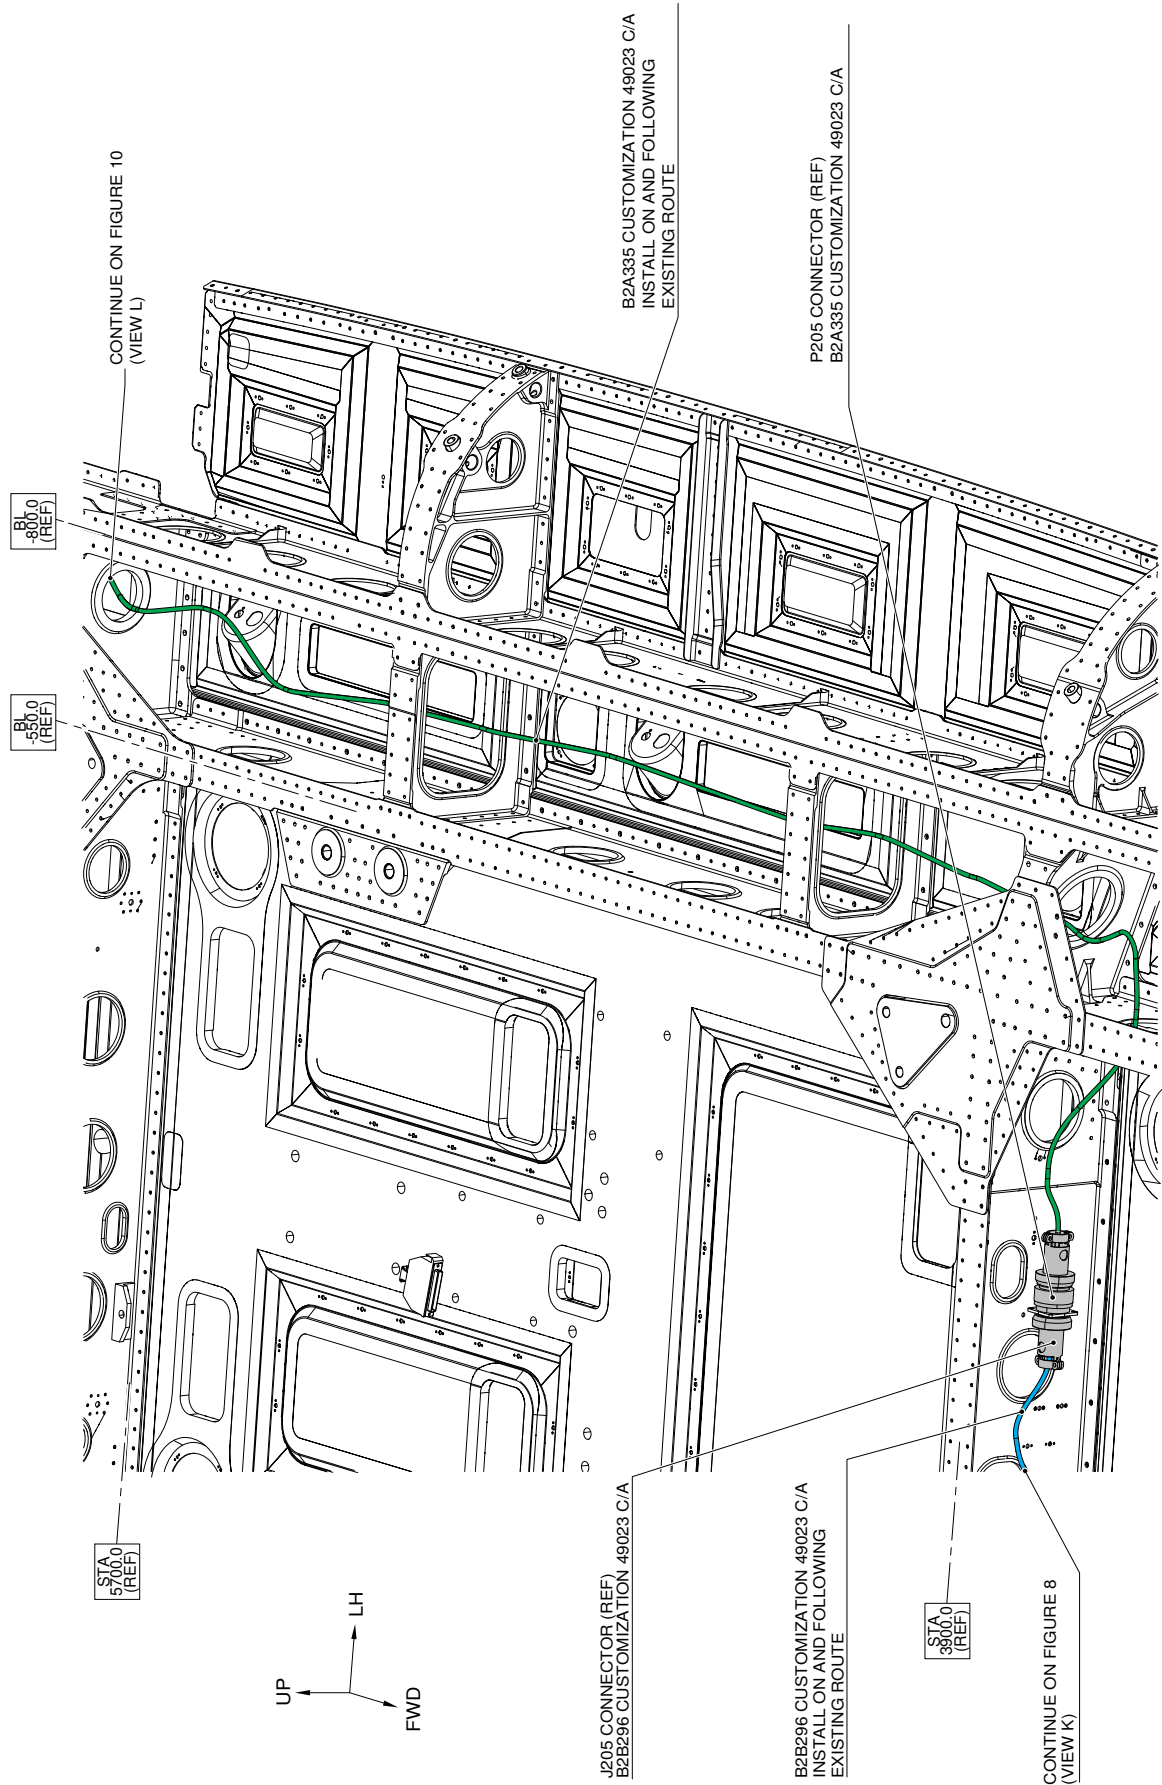 CONTINUE ON FIGURE 10
(VIEW L)
BL
-800.0
(REF)
BL
-550.0
(REF)
B2A335 CUSTOMIZATION 49023 C/A
INSTALL ON AND FOLLOWING
EXISTING ROUTE
P205 CONNECTOR (REF)
B2A335 CUSTOMIZATION 49023 C/A
STA
5700.0
(REF)
UP
LH
FWD
J205 CONNECTOR (REF)
B2B296 CUSTOMIZATION 49023 C/A
B2B296 CUSTOMIZATION 49023 C/A
INSTALL ON AND FOLLOWING
EXISTING ROUTE
STA
3900.0
(REF)
CONTINUE ON FIGURE 8
(VIEW K)